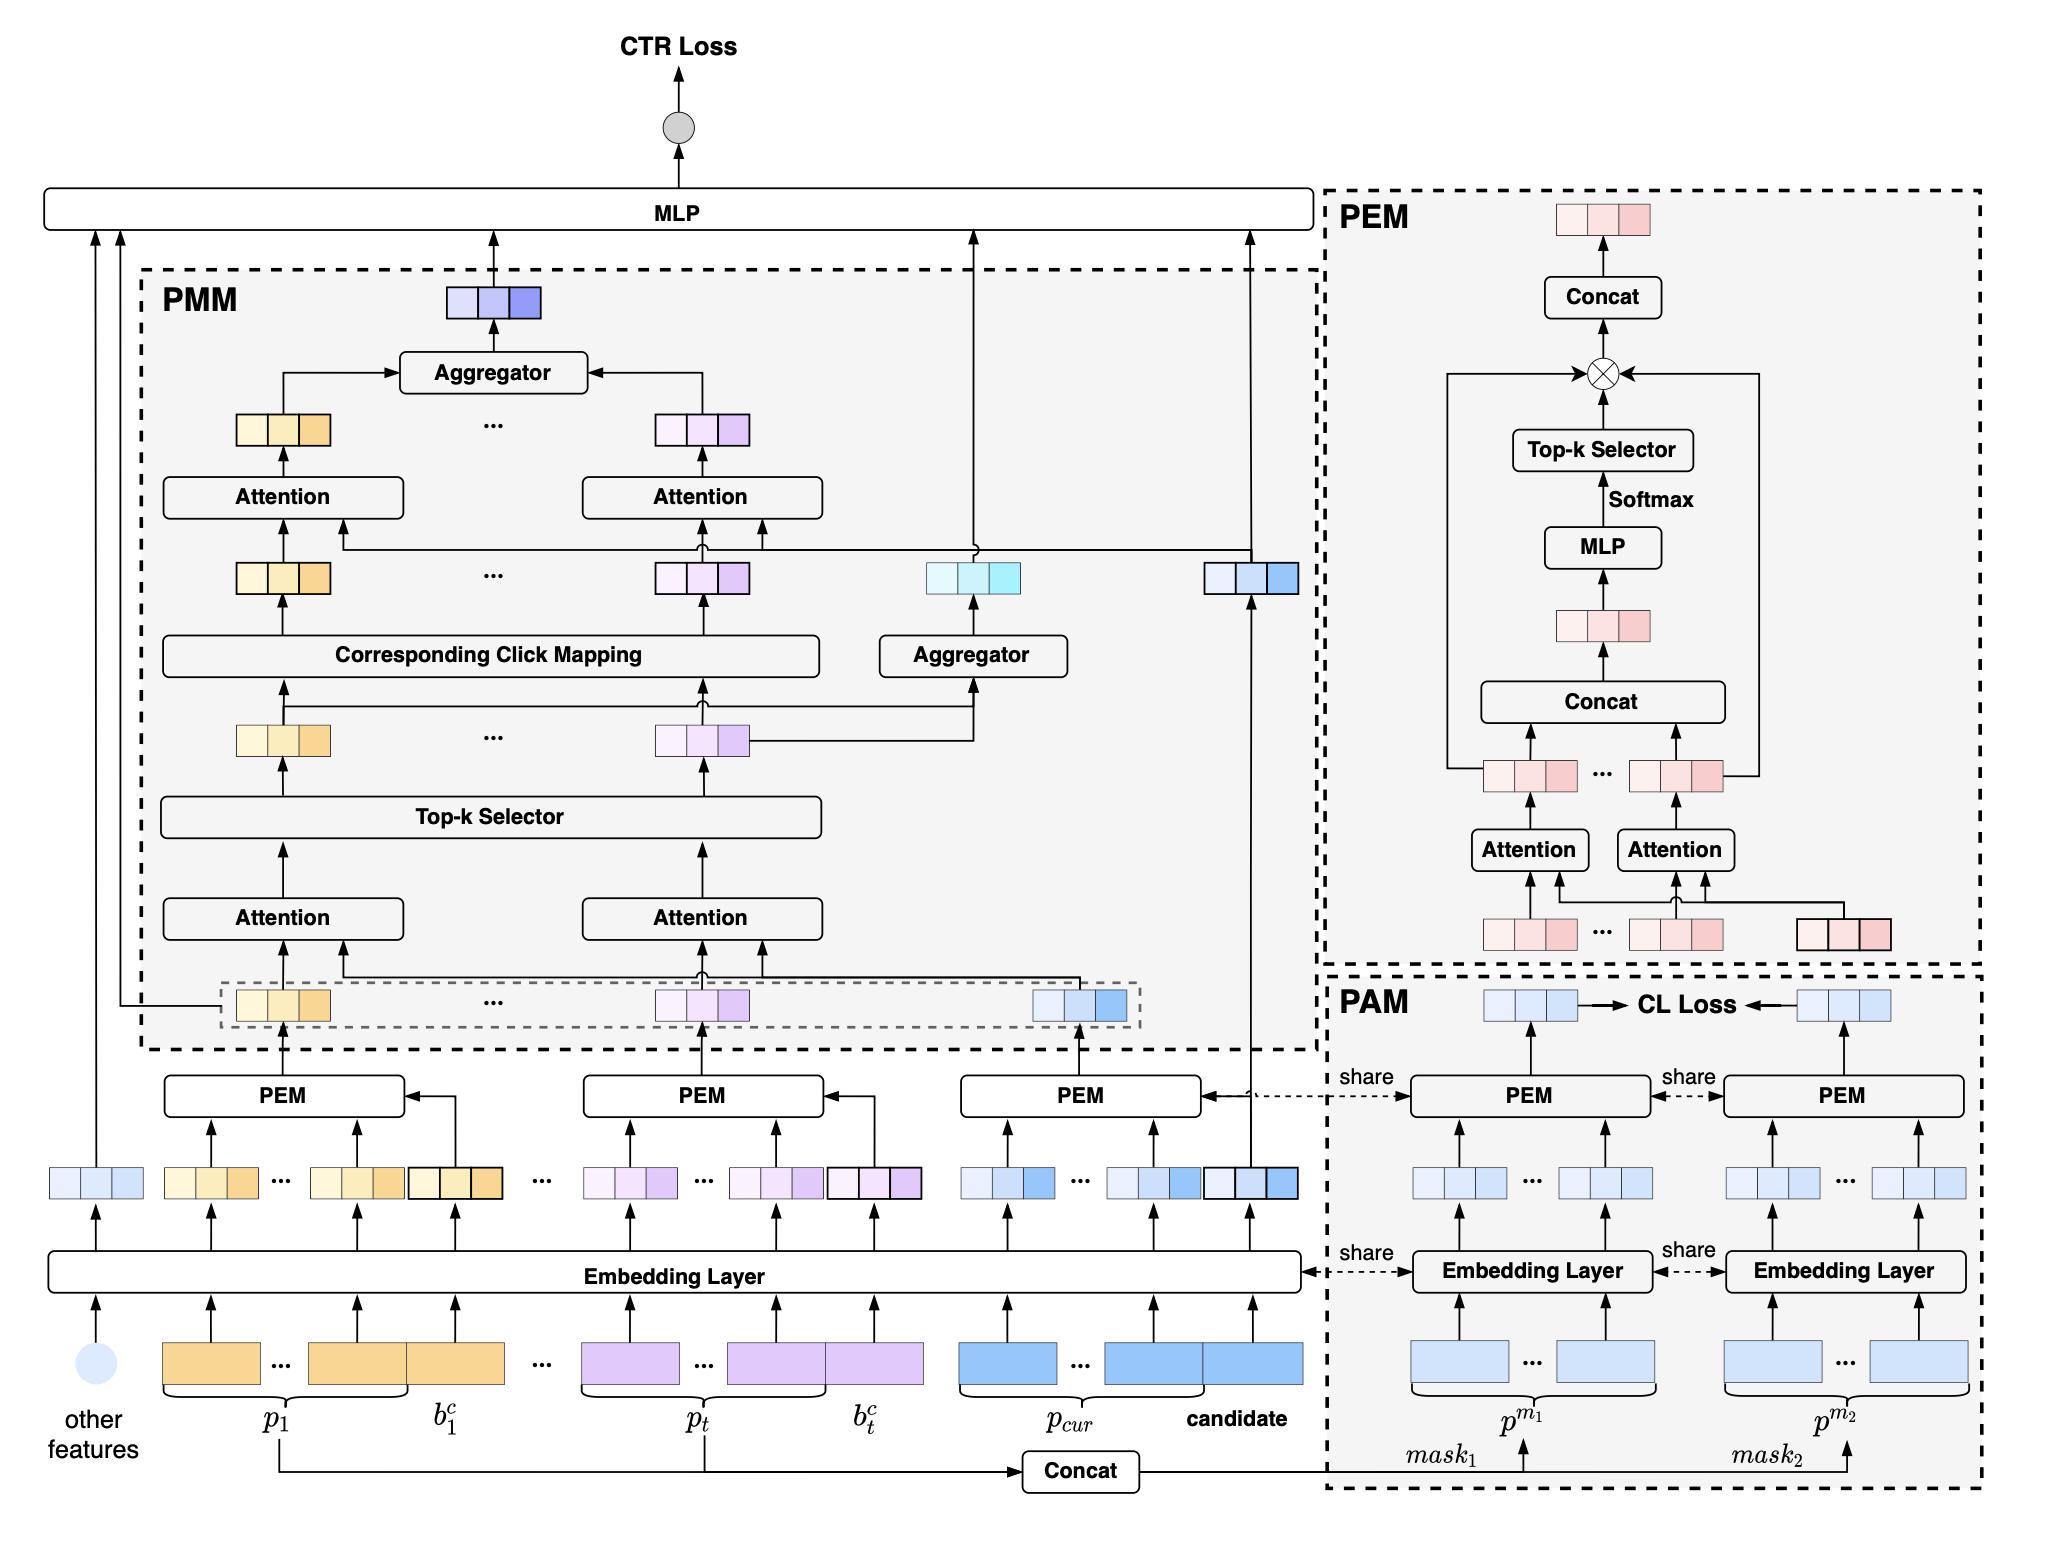 CTR Loss
MLP
PMM
Aggregator
...
Attention
Attention
...
Corresponding Click Mapping
Aggregator
...
Top-k Selector
Attention
Attention
...
PEM
PEM
PEM
... ... ... ...  ...
Embedding Layer
... ... ... ... ...
other
features
p_1
b_1^c
p_t
b_t^c
p_{cur}
candidate
Concat
PEM
Concat
Top-k Selector
Softmax
MLP
Concat
...
Attention
Attention
...
PAM
CL Loss
share
PEM
share
PEM
... ...
share
Embedding Layer
share
Embedding Layer
... ...
p^{m_1}
p^{m_2}
mask_1
mask_2